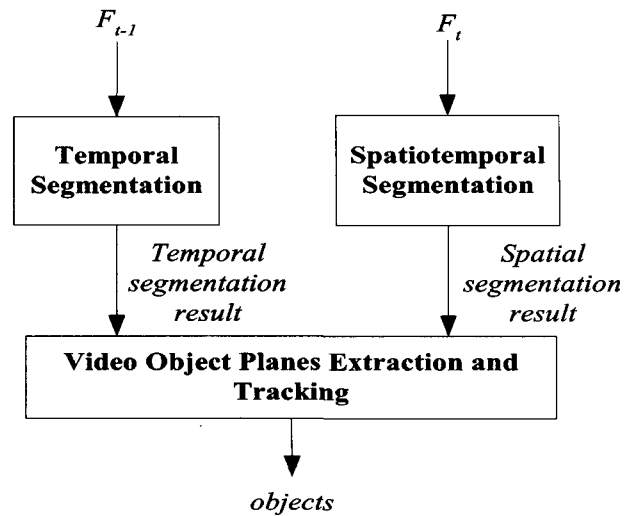 F_{t-1}
F_t
Temporal
Segmentation
Spatiotemporal
Segmentation
Temporal
segmentation
result
Spatial
segmentation
result
Video Object Planes Extraction and
Tracking
objects